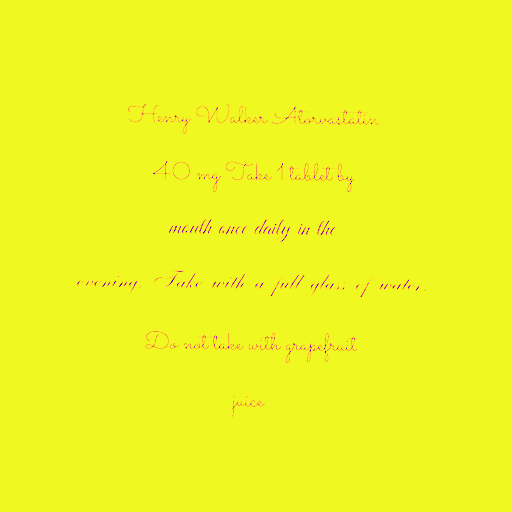 Henry Walker Atorvastatin
40 mg Take 1 tablet by
mouth once daily in the
evening. Take with a full glass of water.
Do not take with grapefruit
juice